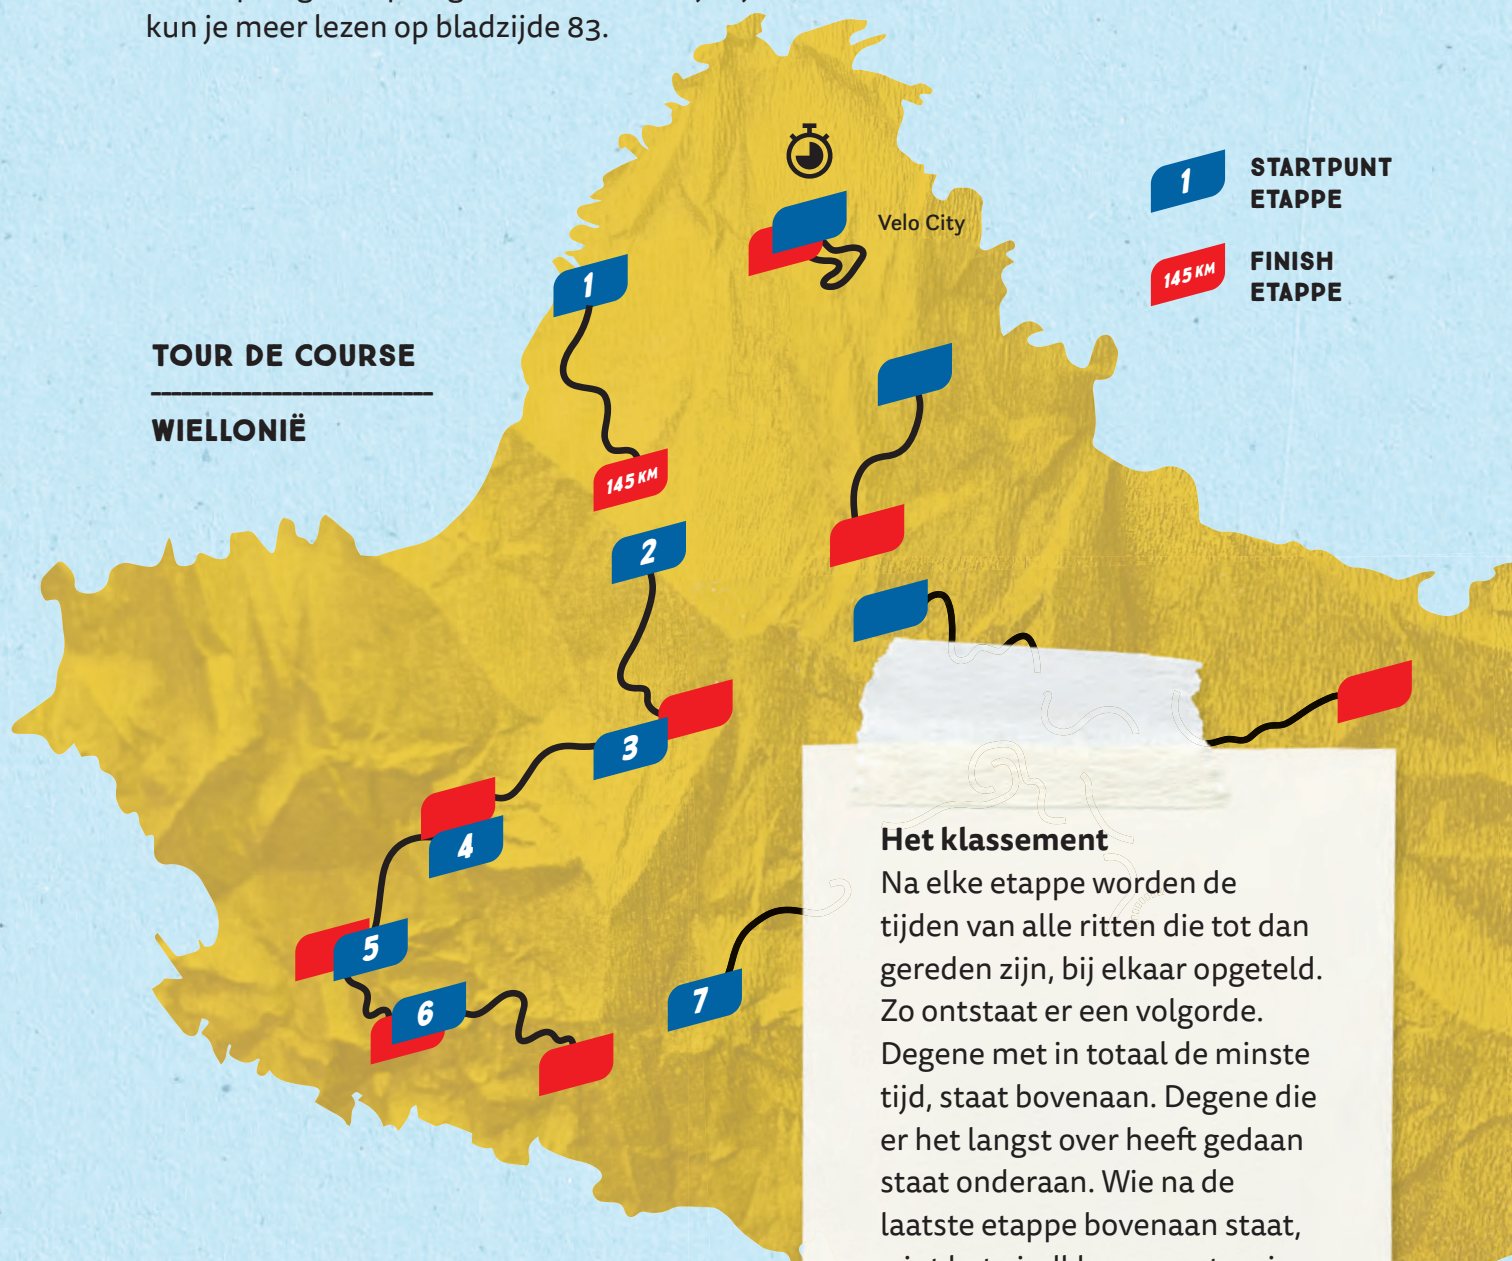 kun je meer lezen op bladzijde 83.
Velo City
1
STARTPUNT
ETAPPE
145 KM
FINISH
ETAPPE
TOUR DE COURSE
WIELLONIË
1
145 KM
2
3
4
5
6
7
Het klassement
Na elke etappe worden de
tijden van alle ritten die tot dan
gereden zijn, bij elkaar opgeteld.
Zo ontstaat er een volgorde.
Degene met in totaal de minste
tijd, staat bovenaan. Degene die
er het langst over heeft gedaan
staat onderaan. Wie na de
laatste etappe bovenaan staat,